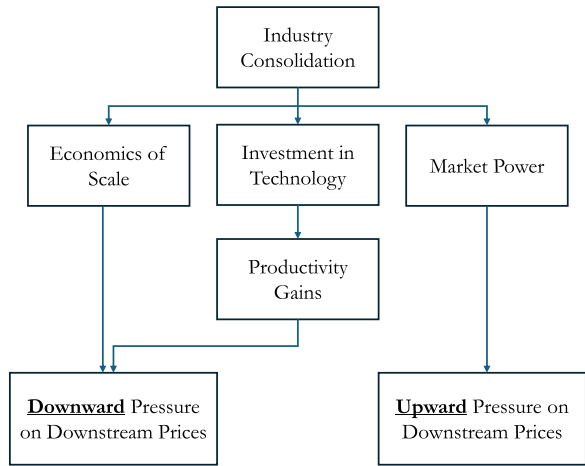 Industry
Consolidation
Economics of
Scale
Investment in
Technology
Market Power
Productivity
Gains
Downward Pressure
on Downstream Prices
Upward Pressure on
Downstream Prices